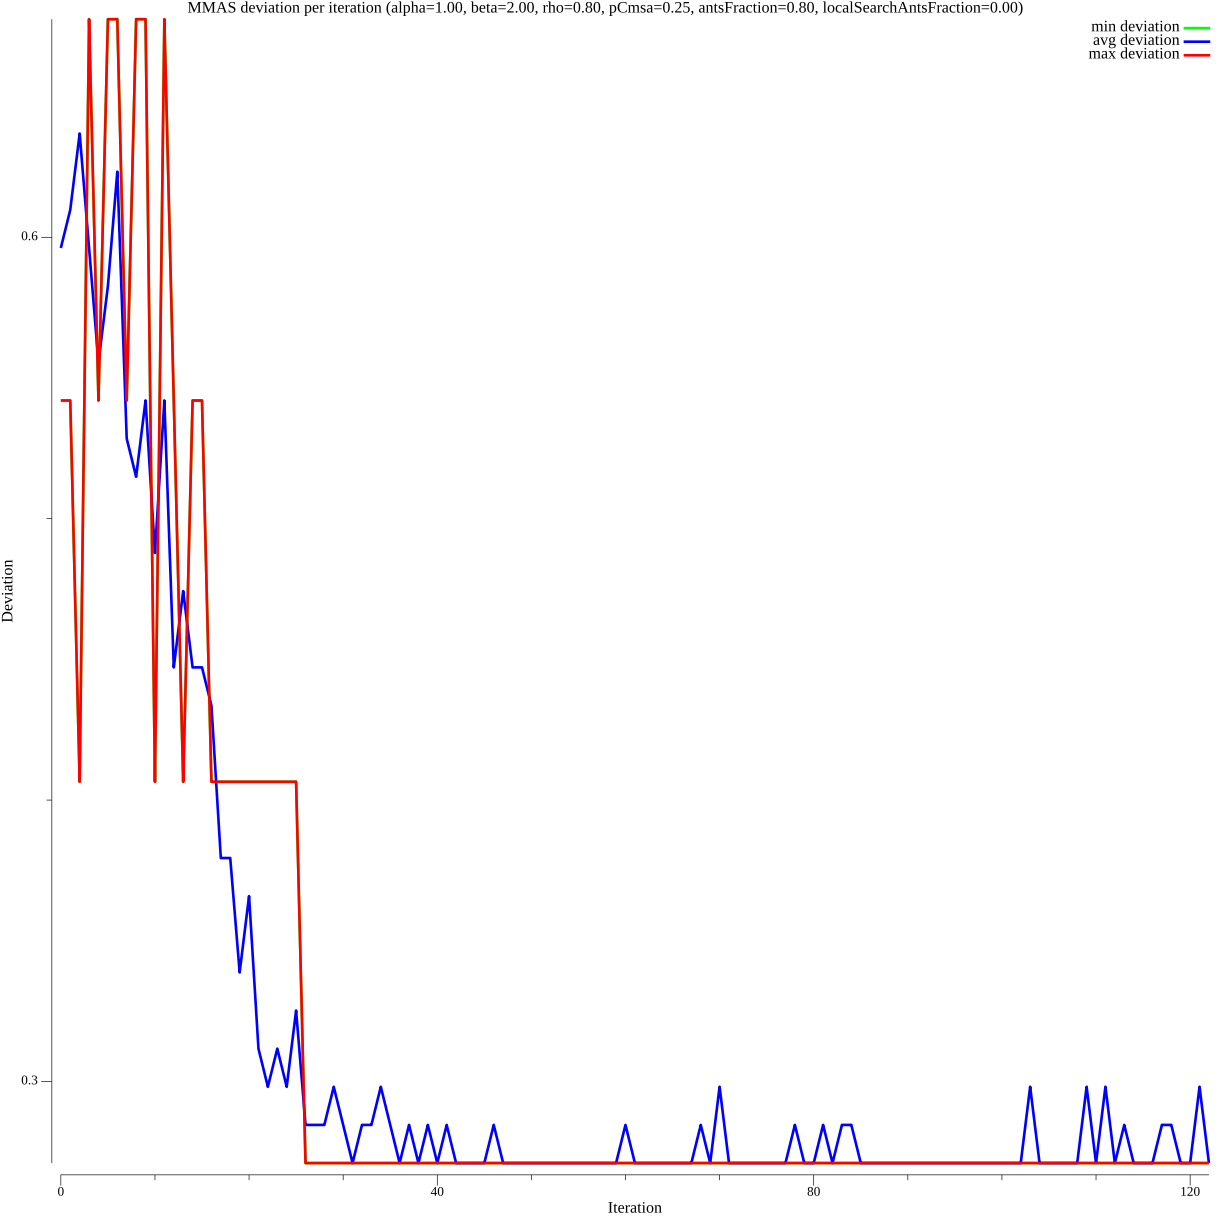 MMAS deviation per iteration (alpha=1.00, beta=2.00, rho=0.80, pCmsa=0.25, antsFraction=0.80, localSearchAntsFraction=0.00)
min deviation
avg deviation
max deviation
0.6
Deviation
0.3
0 40 80 120
Iteration